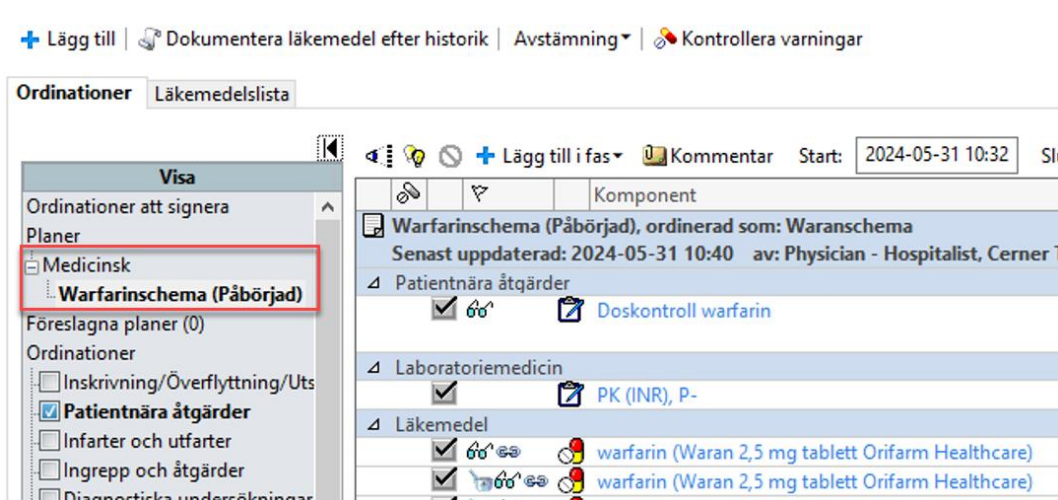 Lägg till | Dokumentera läkemedel efter historik | Avstämning | Kontrollera varningar
Ordinationer Läkemedelslista
Lägg till i fas Kommentar Start: 2024-05-31 10:32
Visa
Ordinationer att signera
Planer
Medicinsk
Warfarinschema (Påbörjad)
Föreslagna planer (0)
Ordinationer
Inskrivning/Överflyttning/Uts
Patientnära åtgärder
Infarter och utfarter
Ingrepp och åtgärder
Diagnostiska undersökningar
Komponent
Warfarinschema (Påbörjad), ordinerad som: Waranschema
Senast uppdaterad: 2024-05-31 10:40 av: Physician - Hospitalist, Cerner
Patientnära åtgärder
Doskontroll warfarin
Laboratoriemedicin
PK (INR), P-
Läkemedel
warfarin (Waran 2,5 mg tablett Orifarm Healthcare)
warfarin (Waran 2,5 mg tablett Orifarm Healthcare)